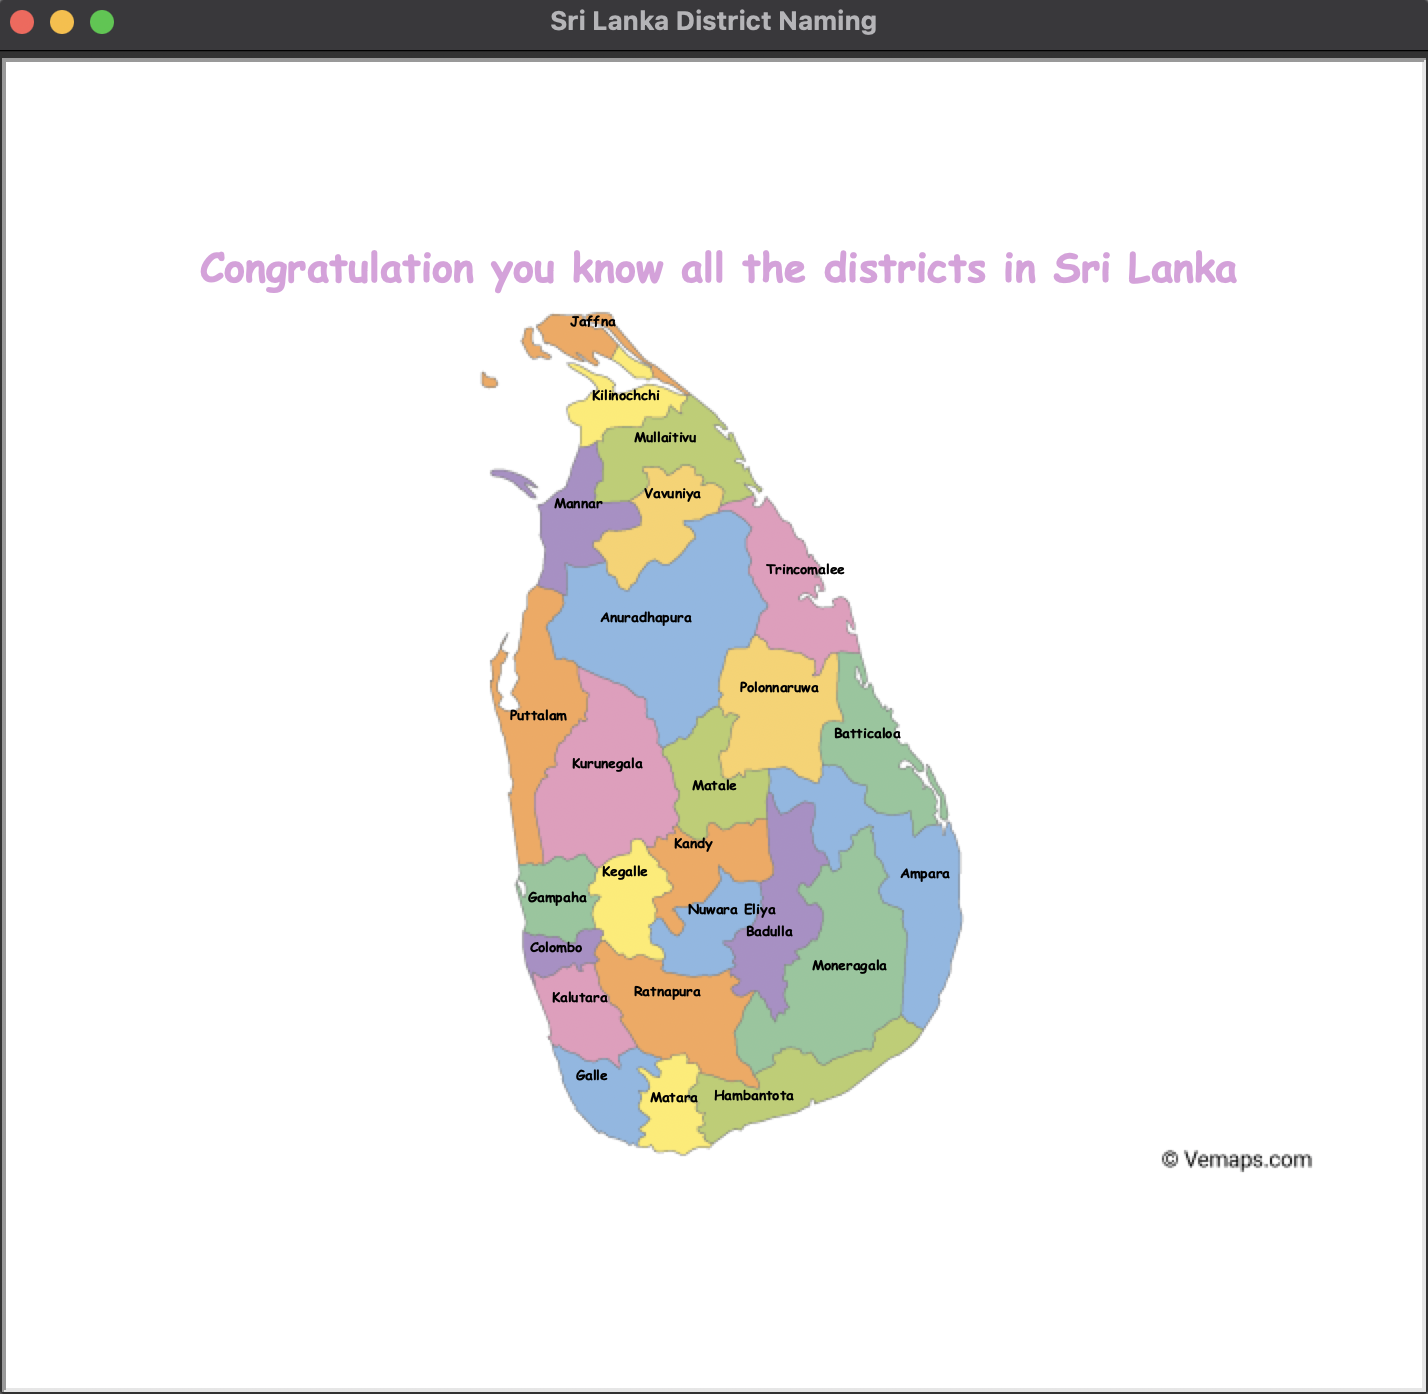 Sri Lanka District Naming
Congratulation you know all the districts in Sri Lanka
Jaffna
Kilinochchi
Mullaitivu
Vavuniya
Mannar
Trincomalee
Anuradhapura
Polonnaruwa
Puttalam
Batticaloa
Kurunegala
Matale
Kandy
Kegalle
Ampara
Gampaha
Nuwara Eliya
Badulla
Colombo
Moneragala
Ratnapura
Kalutara
Galle
Matara
Hambantota
© Vemaps.com